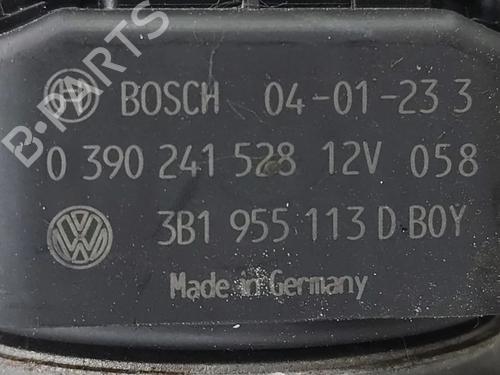 B-PARTS
BOSCH 04-01-23 3
0 390 241 528 12V 058
3B1 955 113 D BOY
Made in Germany